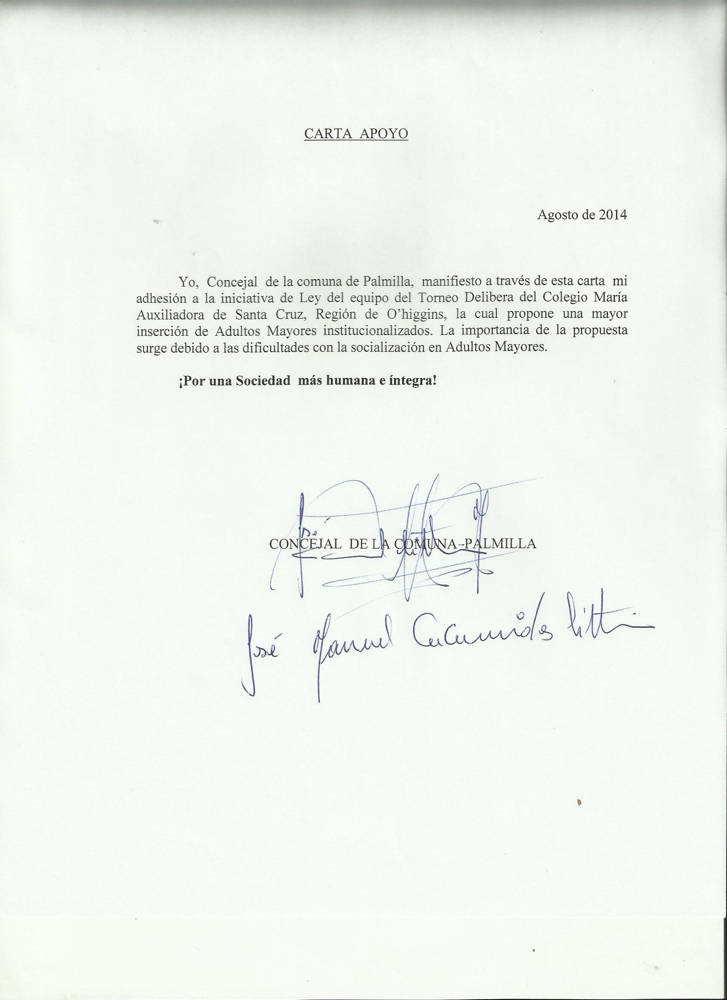 CARTA APOYO
Agosto de 2014
Yo, Concejal de la comuna de Palmilla, manifiesto a través de esta carta mi
adhesión a la iniciativa de Ley del equipo del Torneo Delibera del Colegio María
Auxiliadora de Santa Cruz, Región de O’higgins, la cual propone una mayor
inserción de Adultos Mayores institucionalizados. La importancia de la propuesta
surge debido a las dificultades con la socialización en Adultos Mayores.
¡Por una Sociedad más humana e íntegra!
CONCEJAL DE LA COMUNA-PALMILLA
José Manuel